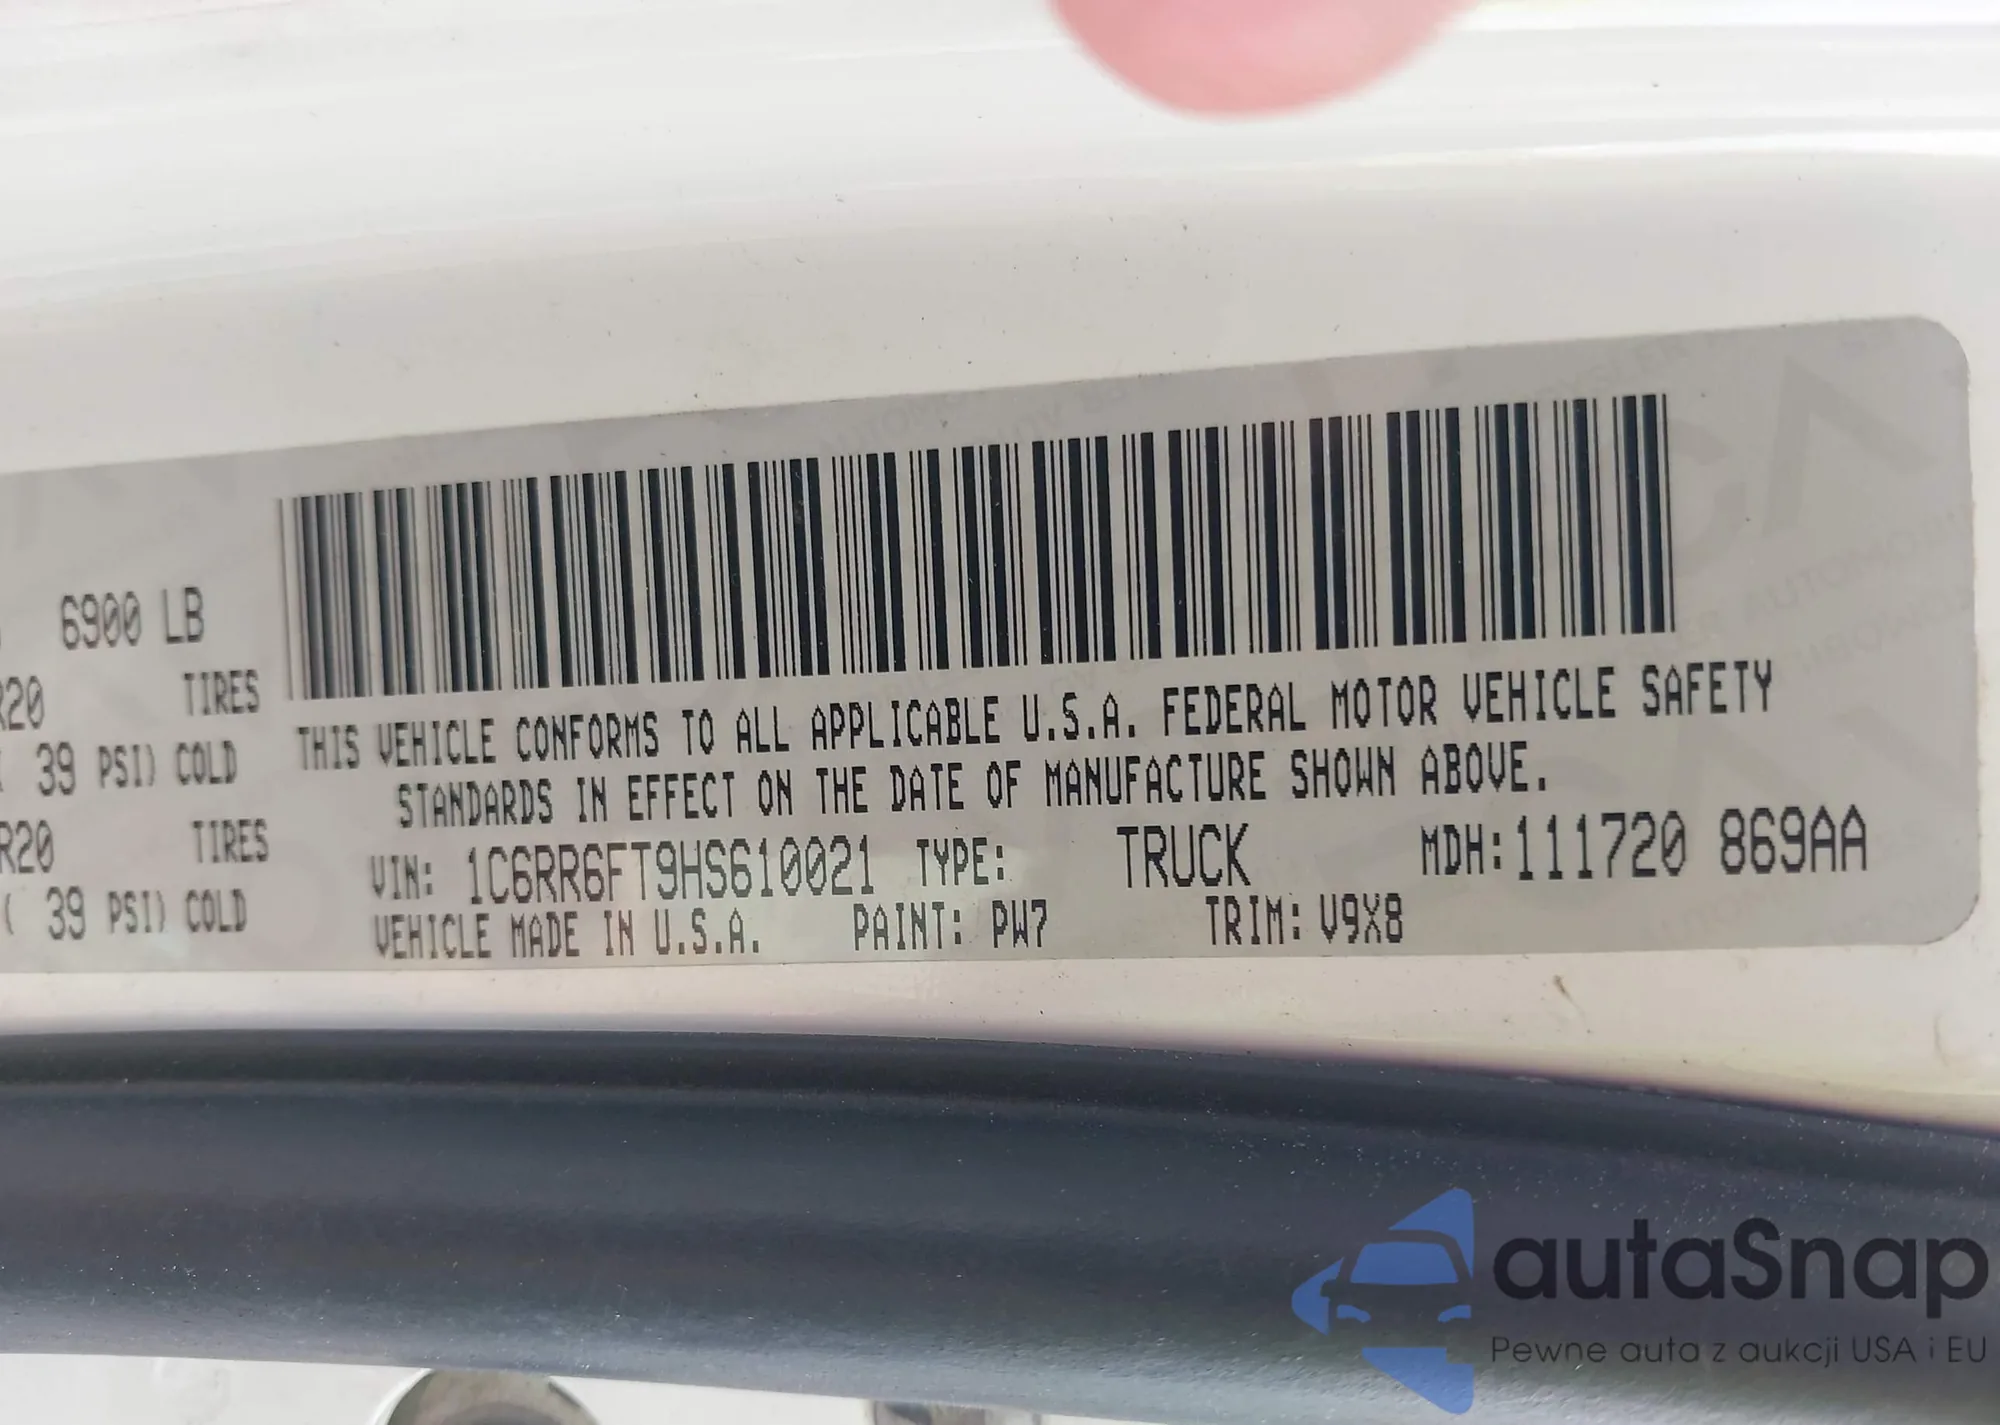 6900 LB
R20 TIRES
( 39 PSI) COLD
R20 TIRES
( 39 PSI) COLD
THIS VEHICLE CONFORMS TO ALL APPLICABLE U.S.A. FEDERAL MOTOR VEHICLE SAFETY
STANDARDS IN EFFECT ON THE DATE OF MANUFACTURE SHOWN ABOVE.
VIN: 1C6RR6FT9HS610021 TYPE: TRUCK MDH:111720 869AA
VEHICLE MADE IN U.S.A. PAINT: PW7 TRIM: V9X8
autaSnap
Pewne auta z aukcji USA i EU